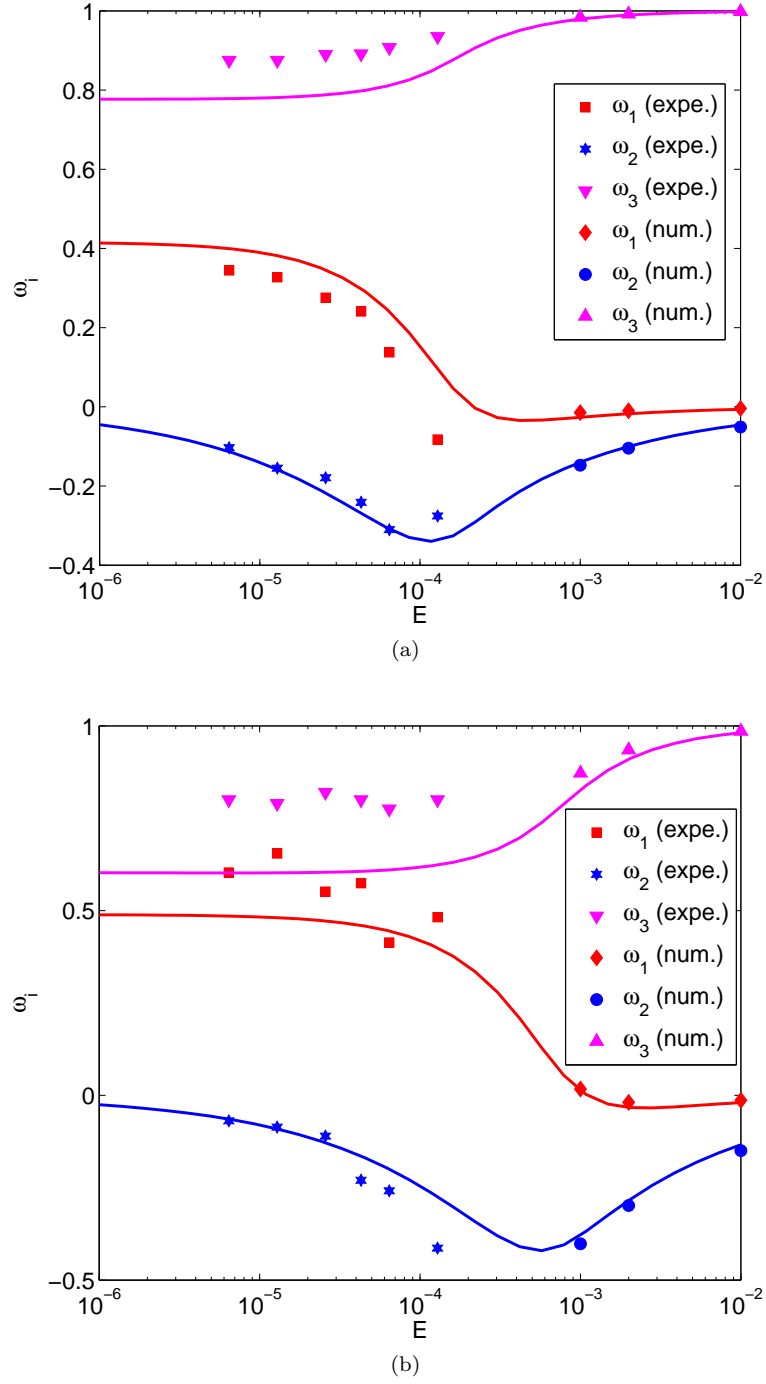 1
0.8
0.6
0.4
0.2
0
−0.2
−0.4
ω_i
10^−6 10^−5 10^−4 10^−3 10^−2
E
ω_1 (expe.)
ω_2 (expe.)
ω_3 (expe.)
ω_1 (num.)
ω_2 (num.)
ω_3 (num.)
(a)
1
0.5
0
−0.5
ω_i
10^−6 10^−5 10^−4 10^−3 10^−2
E
ω_1 (expe.)
ω_2 (expe.)
ω_3 (expe.)
ω_1 (num.)
ω_2 (num.)
ω_3 (num.)
(b)